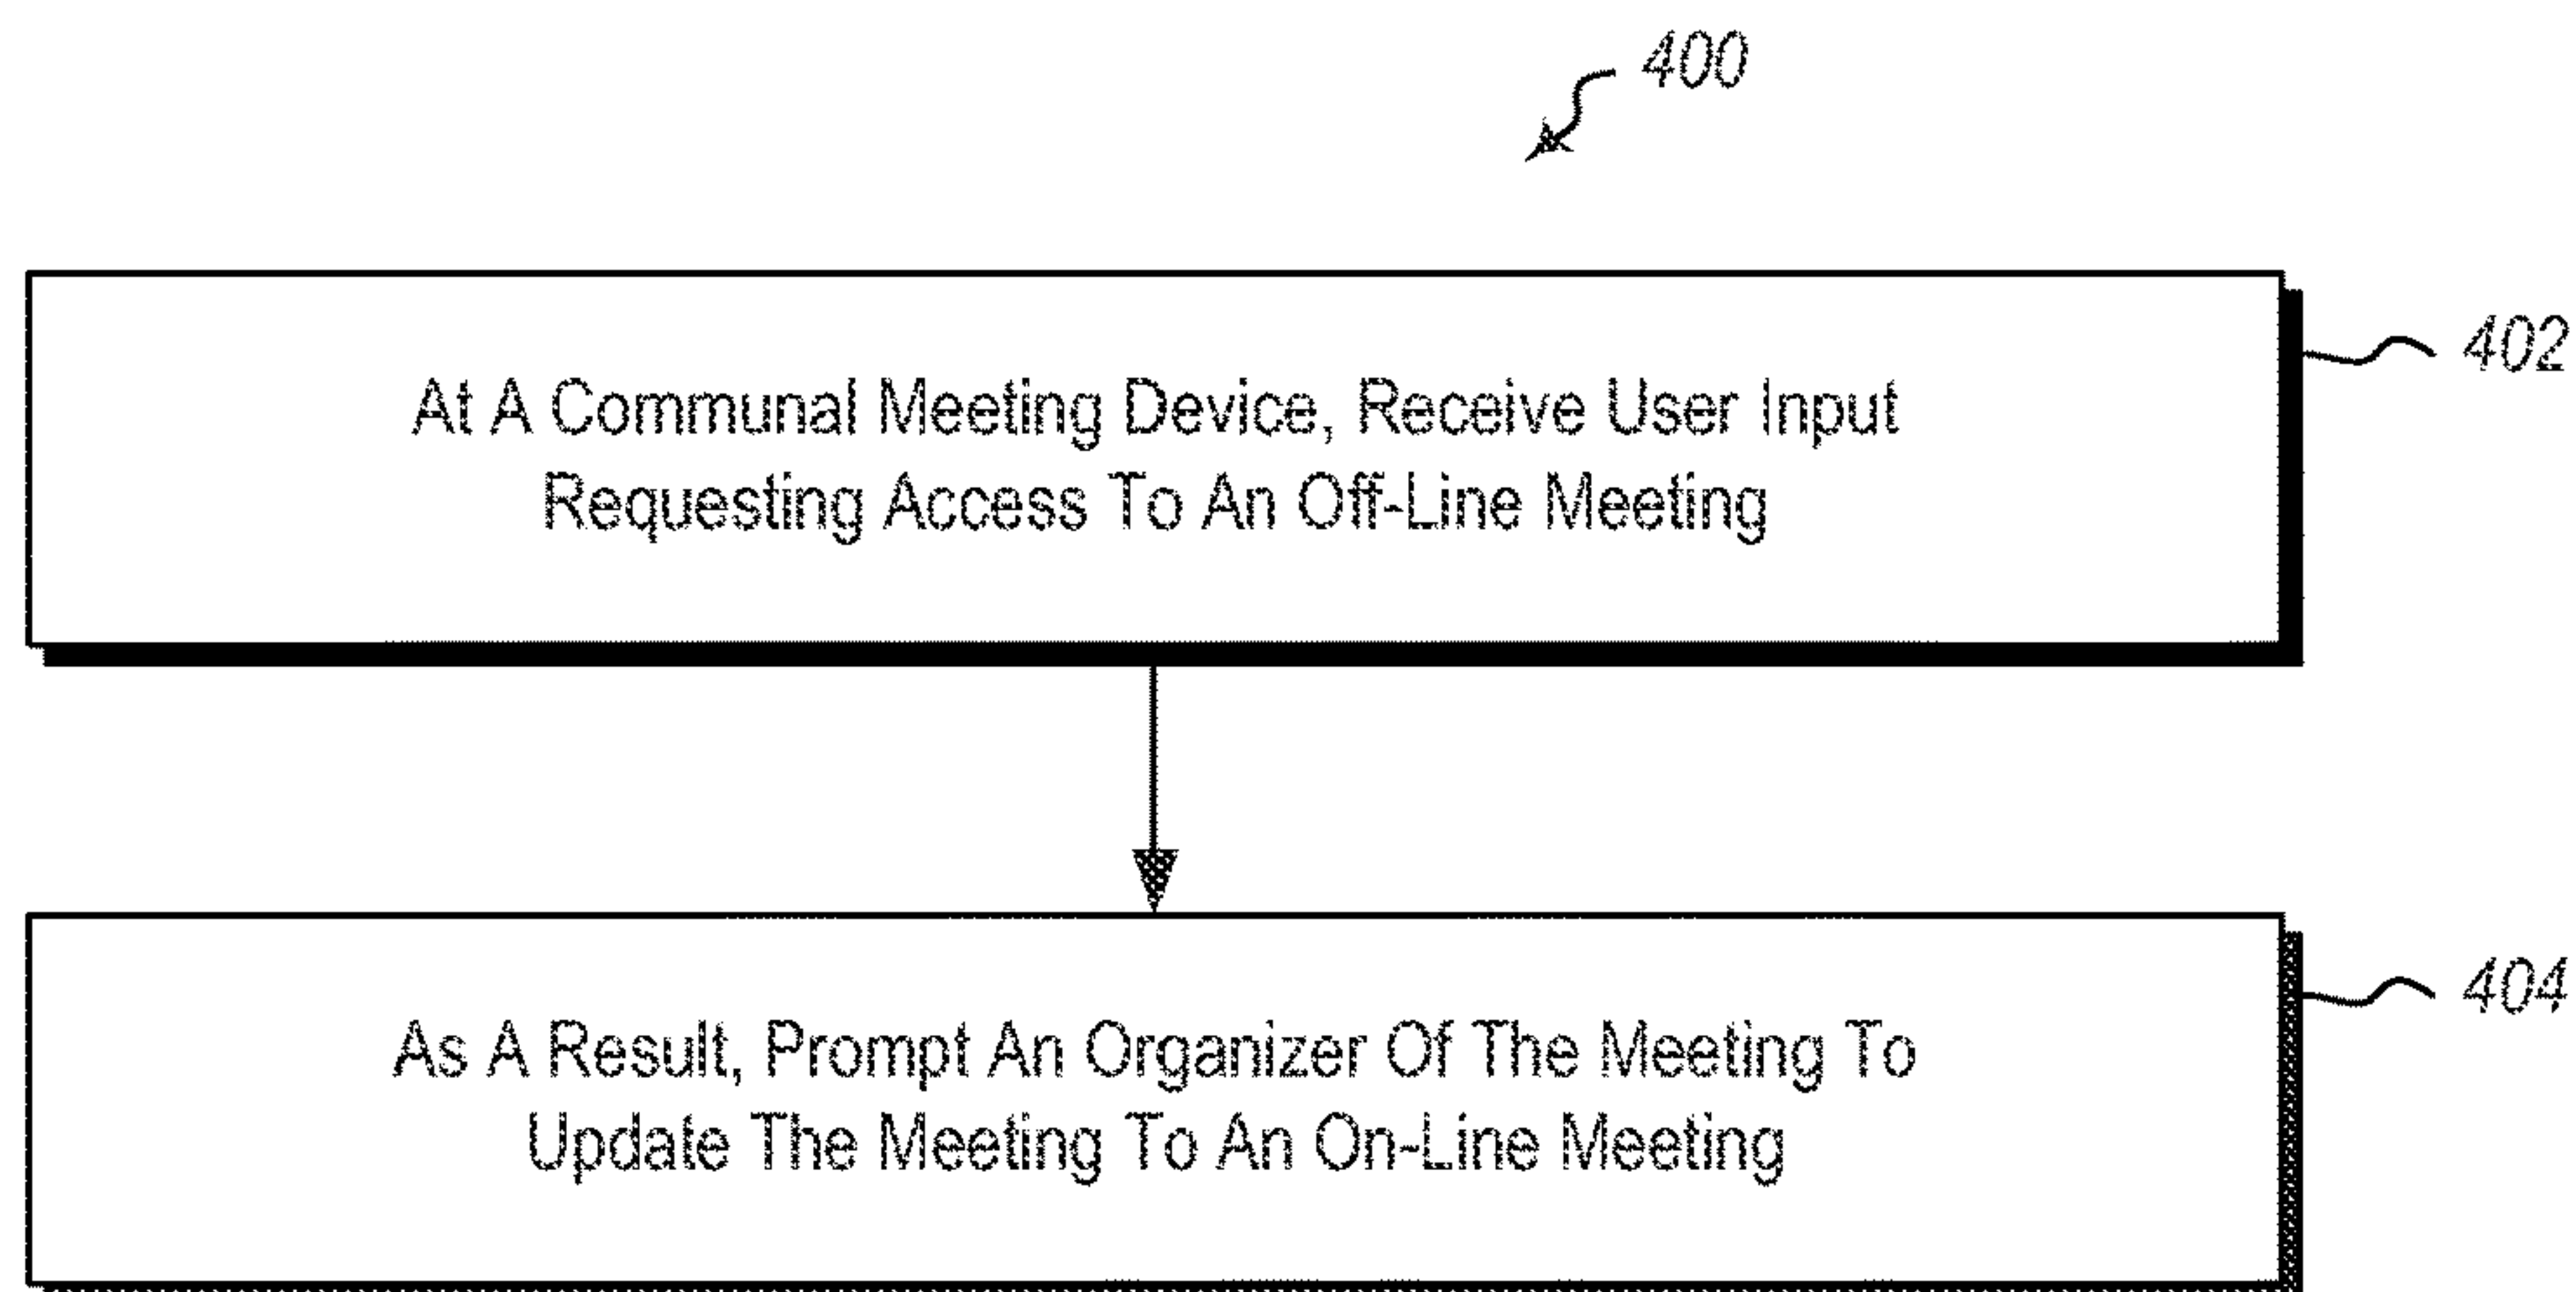 400
At A Communal Meeting Device, Receive User Input
Requesting Access To An Off-Line Meeting
402
As A Result, Prompt An Organizer Of The Meeting To
Update The Meeting To An On-Line Meeting
404